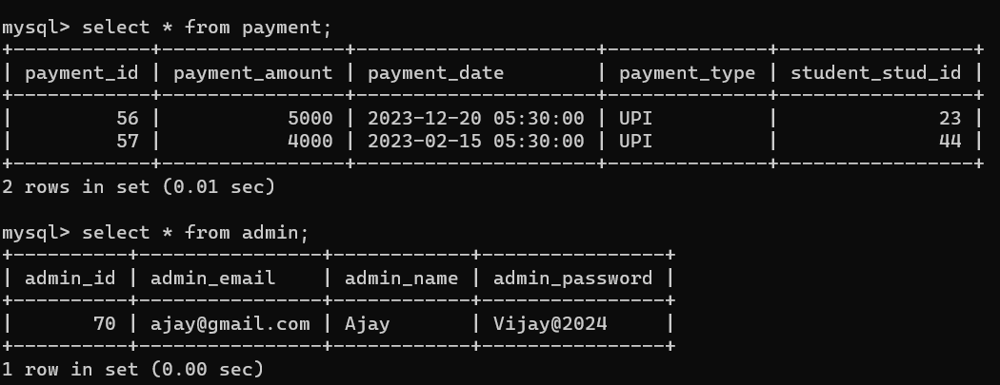 mysql> select * from payment;
+------------+----------------+---------------------+--------------+-----------------+
| payment_id | payment_amount | payment_date        | payment_type | student_stud_id |
+------------+----------------+---------------------+--------------+-----------------+
|         56 |           5000 | 2023-12-20 05:30:00 | UPI          |              23 |
|         57 |           4000 | 2023-02-15 05:30:00 | UPI          |              44 |
+------------+----------------+---------------------+--------------+-----------------+
2 rows in set (0.01 sec)
mysql> select * from admin;
+----------+----------------+------------+----------------+
| admin_id | admin_email    | admin_name | admin_password |
+----------+----------------+------------+----------------+
|       70 | ajay@gmail.com | Ajay       | Vijay@2024     |
+----------+----------------+------------+----------------+
1 row in set (0.00 sec)